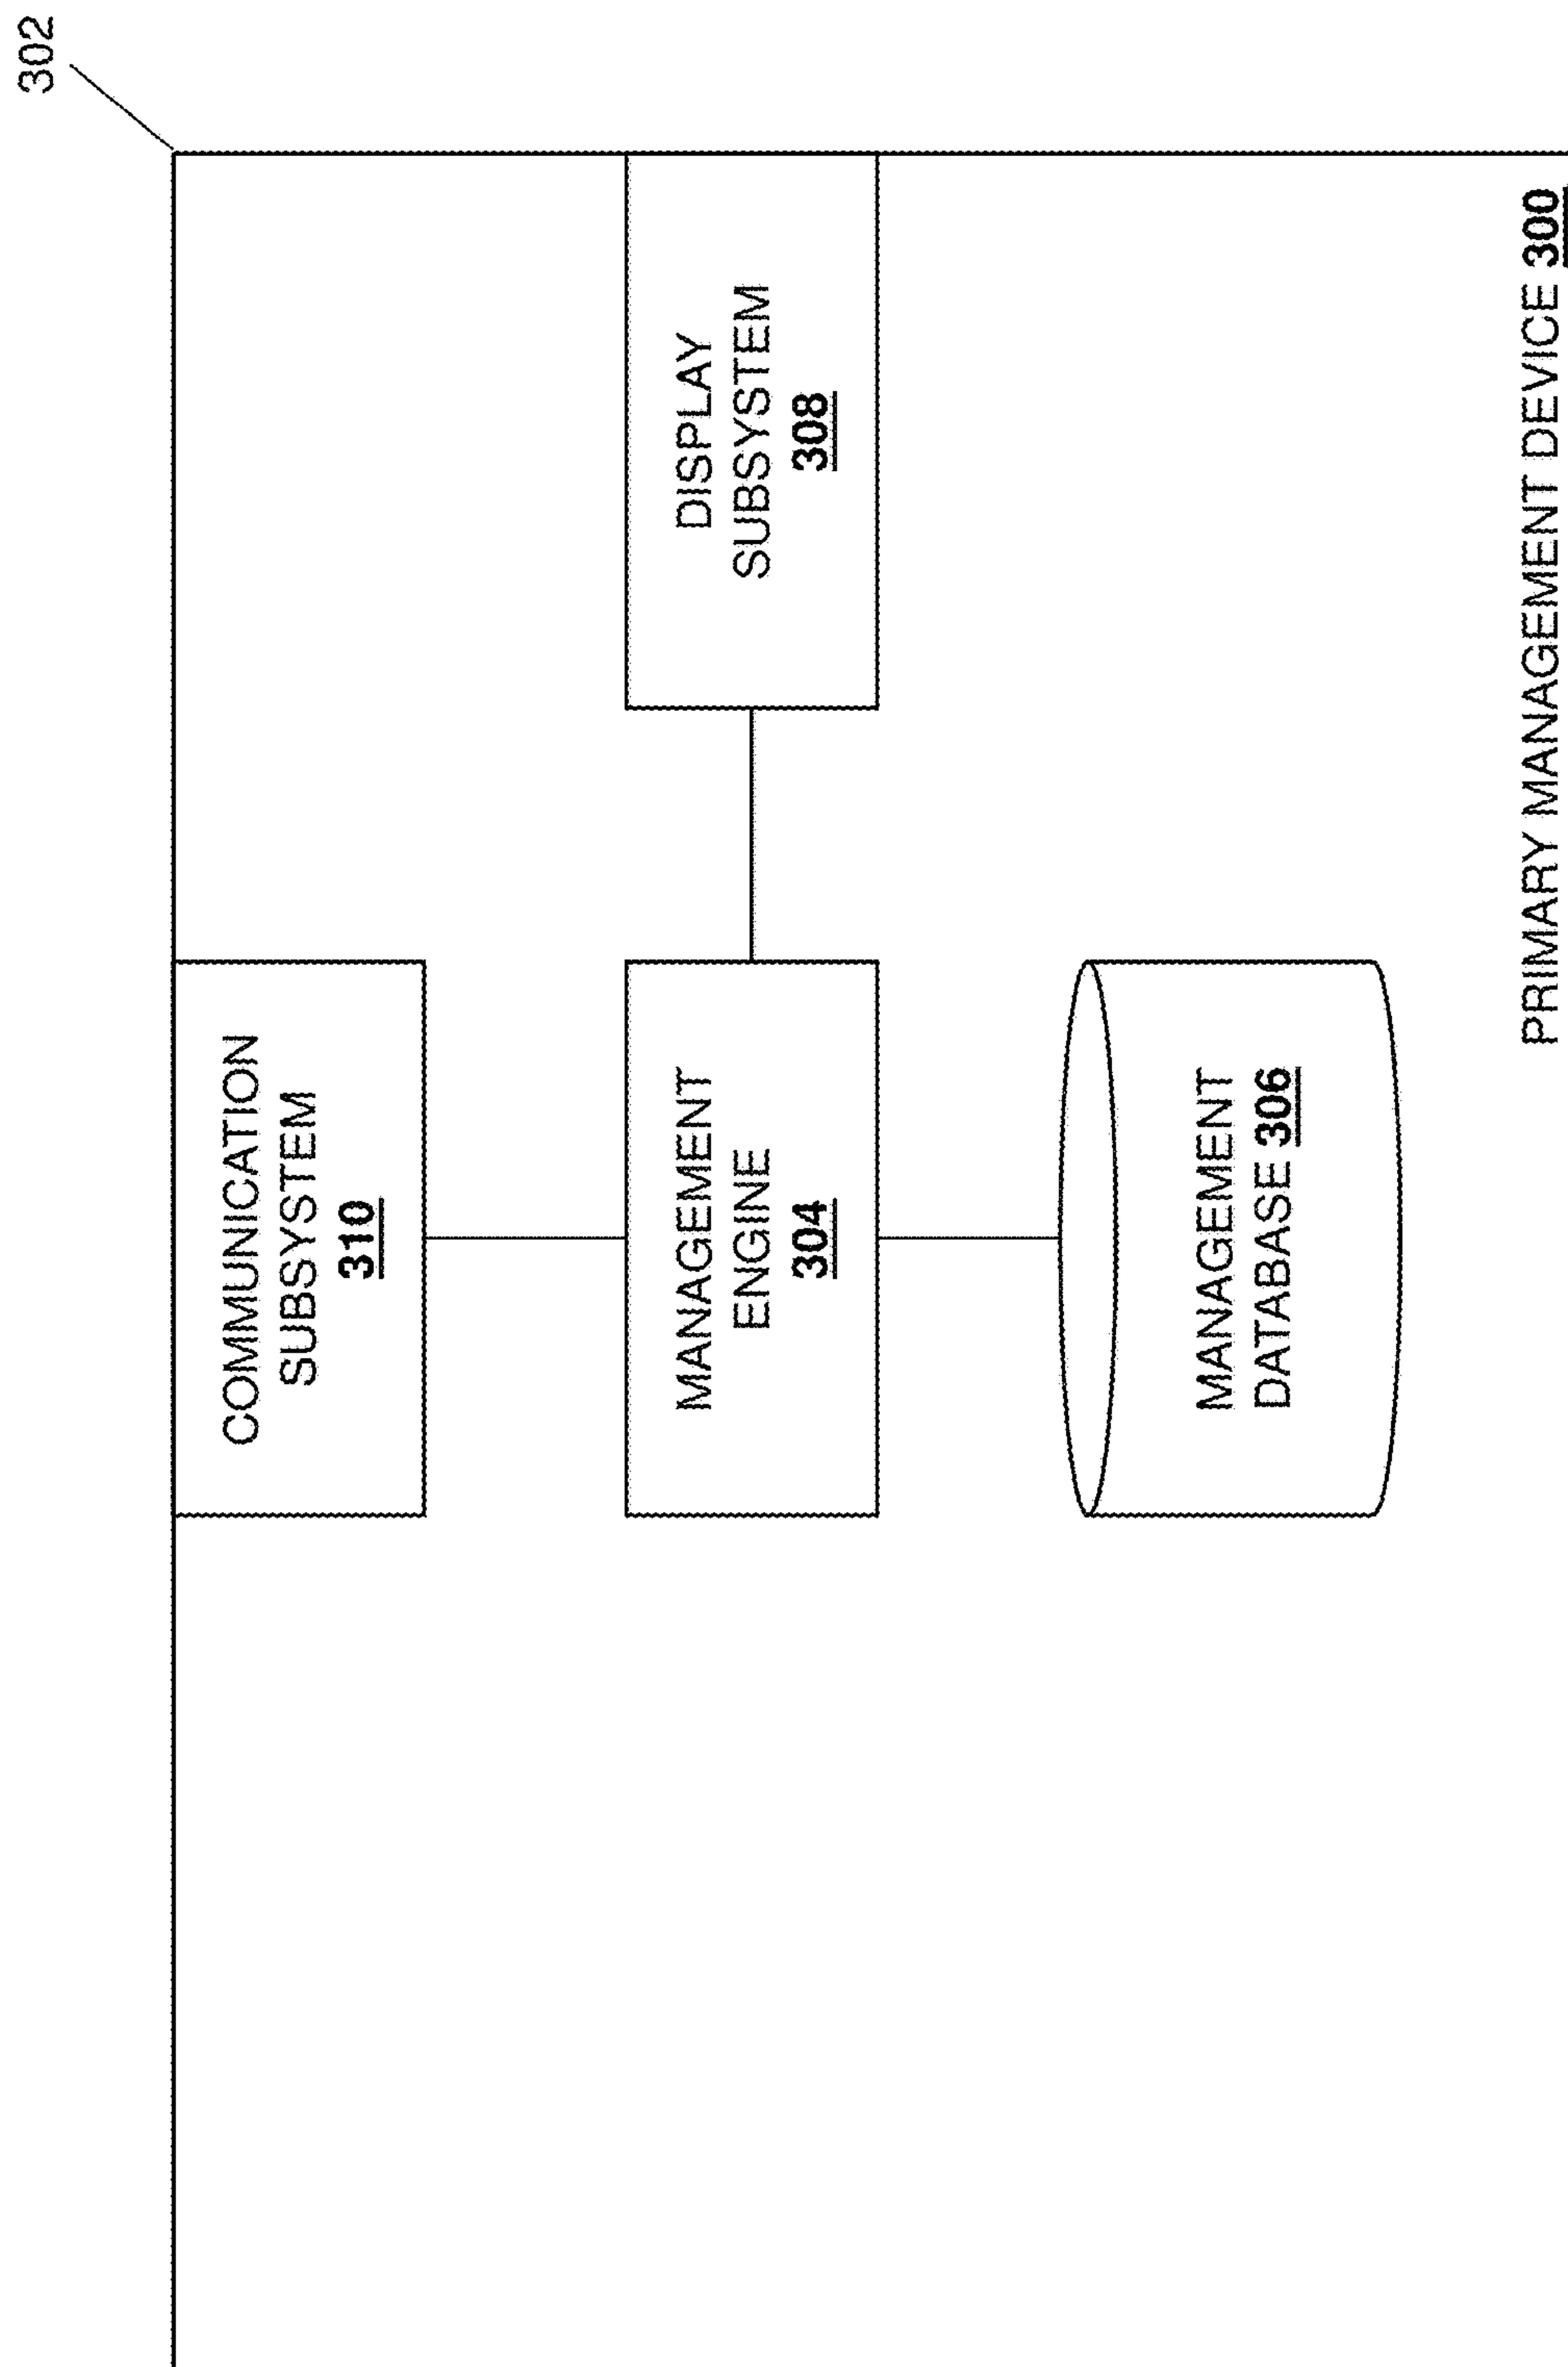 302
COMMUNICATION
SUBSYSTEM
310
MANAGEMENT
ENGINE
304
DISPLAY
SUBSYSTEM
308
MANAGEMENT
DATABASE 306
PRIMARY MANAGEMENT DEVICE 300